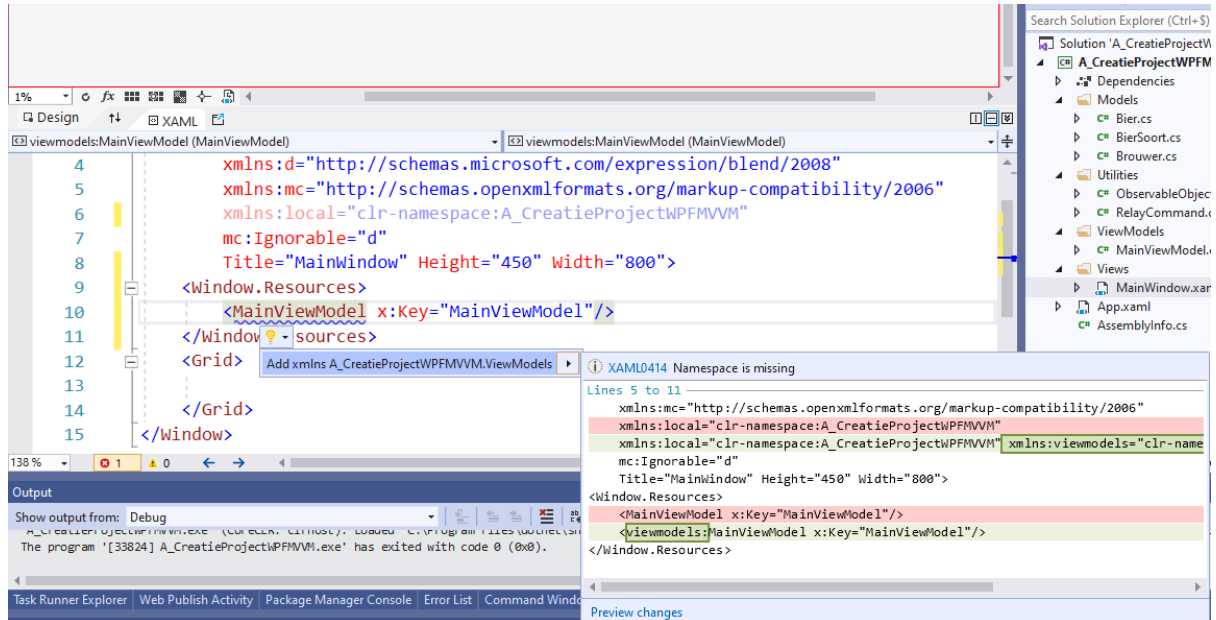 Search Solution Explorer (Ctrl+$)
Solution 'A_CreatieProjectW
C# A_CreatieProjectWPFM
Dependencies
Models
C# Bier.cs
C# BierSoort.cs
C# Brouwer.cs
Utilities
C# ObservableObject
C# RelayCommand.c
ViewModels
C# MainViewModel.c
Views
MainWindow.xam
App.xaml
C# AssemblyInfo.cs
1% fx
Design XAML
viewmodels:MainViewModel (MainViewModel) viewmodels:MainViewModel (MainViewModel)
4 xmlns:d="http://schemas.microsoft.com/expression/blend/2008"
5 xmlns:mc="http://schemas.openxmlformats.org/markup-compatibility/2006"
6 xmlns:local="clr-namespace:A_CreatieProjectWPFMVVM"
7 mc:Ignorable="d"
8 Title="MainWindow" Height="450" Width="800">
9 <Window.Resources>
10 <MainViewModel x:Key="MainViewModel"/>
11 </Window sources>
12 <Grid>
13
14 </Grid>
15 </Window>
Add xmlns A_CreatieProjectWPFMVVM.ViewModels
XAML0414 Namespace is missing
Lines 5 to 11
xmlns:mc="http://schemas.openxmlformats.org/markup-compatibility/2006"
xmlns:local="clr-namespace:A_CreatieProjectWPFMVVM"
xmlns:local="clr-namespace:A_CreatieProjectWPFMVVM" xmlns:viewmodels="clr-name
mc:Ignorable="d"
Title="MainWindow" Height="450" Width="800">
<Window.Resources>
<MainViewModel x:Key="MainViewModel"/>
<viewmodels:MainViewModel x:Key="MainViewModel"/>
</Window.Resources>
Preview changes
138 % 1 0
Output
Show output from: Debug
The program '[33824] A_CreatieProjectWPFMVVM.exe' has exited with code 0 (0x0).
Task Runner Explorer Web Publish Activity Package Manager Console Error List Command Windo